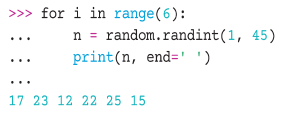 >>> for i in range(6):
...     n = random.randint(1, 45)
...     print(n, end=' ')
...
17 23 12 22 25 15